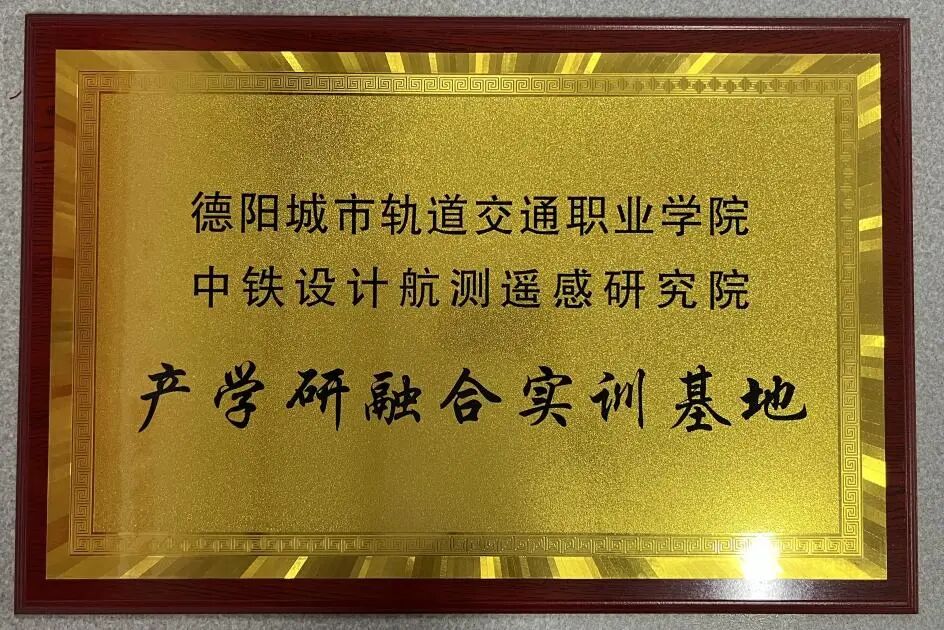 德阳城市轨道交通职业学院
中铁设计航测遥感研究院
产学研融合实训基地